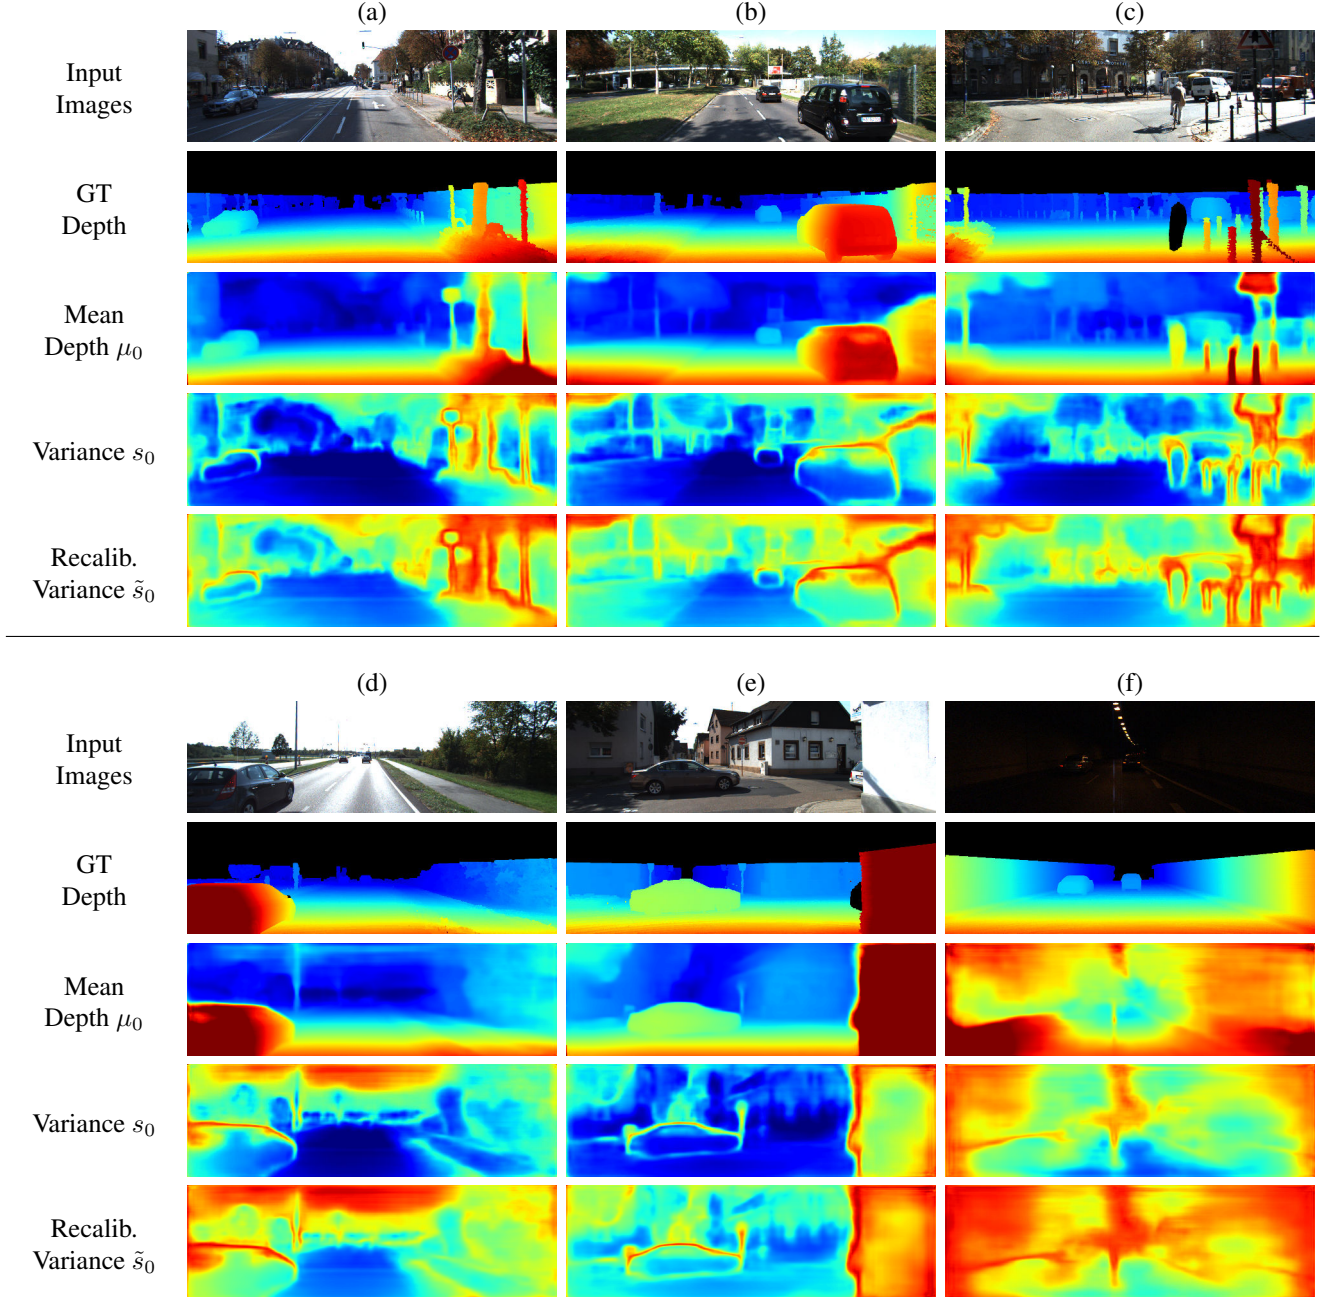 (a) (b) (c)
Input
Images
GT
Depth
Mean
Depth μ₀
Variance s₀
Recalib.
Variance s̃₀
(d) (e) (f)
Input
Images
GT
Depth
Mean
Depth μ₀
Variance s₀
Recalib.
Variance s̃₀